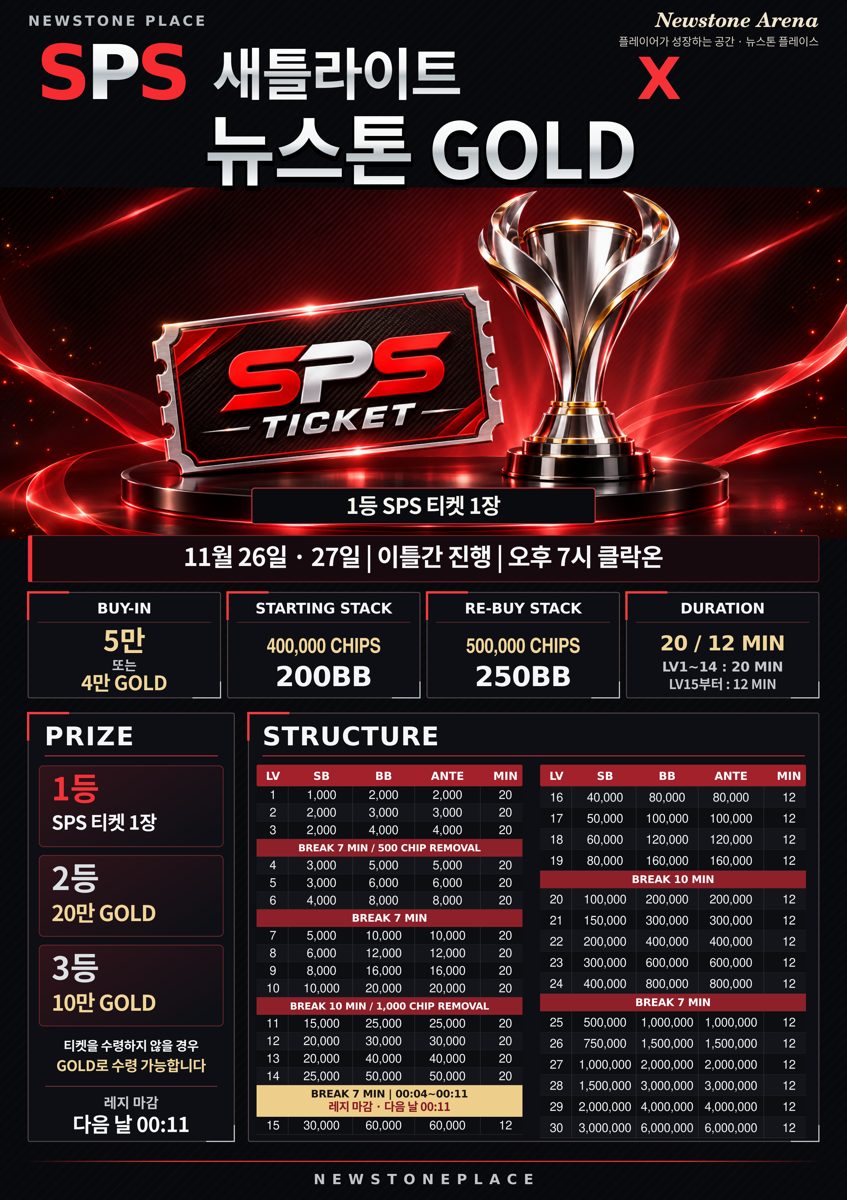 NEWSTONE PLACE
Newstone Arena
플레이어가 성장하는 공간 · 뉴스톤 플레이스
SPS 새틀라이트 X
뉴스톤 GOLD
SPS
TICKET
1등 SPS 티켓 1장
11월 26일 · 27일 | 이틀간 진행 | 오후 7시 클락온
BUY-IN
5만
또는
4만 GOLD
STARTING STACK
400,000 CHIPS
200BB
RE-BUY STACK
500,000 CHIPS
250BB
DURATION
20 / 12 MIN
LV1~14 : 20 MIN
LV15부터 : 12 MIN
PRIZE
1등
SPS 티켓 1장
2등
20만 GOLD
3등
10만 GOLD
티켓을 수령하지 않을 경우
GOLD로 수령 가능합니다
레지 마감
다음 날 00:11
STRUCTURE
LV SB BB ANTE MIN
1 1,000 2,000 2,000 20
2 2,000 3,000 3,000 20
3 2,000 4,000 4,000 20
BREAK 7 MIN / 500 CHIP REMOVAL
4 3,000 5,000 5,000 20
5 3,000 6,000 6,000 20
6 4,000 8,000 8,000 20
BREAK 7 MIN
7 5,000 10,000 10,000 20
8 6,000 12,000 12,000 20
9 8,000 16,000 16,000 20
10 10,000 20,000 20,000 20
BREAK 10 MIN / 1,000 CHIP REMOVAL
11 15,000 25,000 25,000 20
12 20,000 30,000 30,000 20
13 20,000 40,000 40,000 20
14 25,000 50,000 50,000 20
BREAK 7 MIN | 00:04~00:11
레지 마감 · 다음 날 00:11
15 30,000 60,000 60,000 12
LV SB BB ANTE MIN
16 40,000 80,000 80,000 12
17 50,000 100,000 100,000 12
18 60,000 120,000 120,000 12
19 80,000 160,000 160,000 12
BREAK 10 MIN
20 100,000 200,000 200,000 12
21 150,000 300,000 300,000 12
22 200,000 400,000 400,000 12
23 300,000 600,000 600,000 12
24 400,000 800,000 800,000 12
BREAK 7 MIN
25 500,000 1,000,000 1,000,000 12
26 750,000 1,500,000 1,500,000 12
27 1,000,000 2,000,000 2,000,000 12
28 1,500,000 3,000,000 3,000,000 12
29 2,000,000 4,000,000 4,000,000 12
30 3,000,000 6,000,000 6,000,000 12
NEWSTONEPLACE